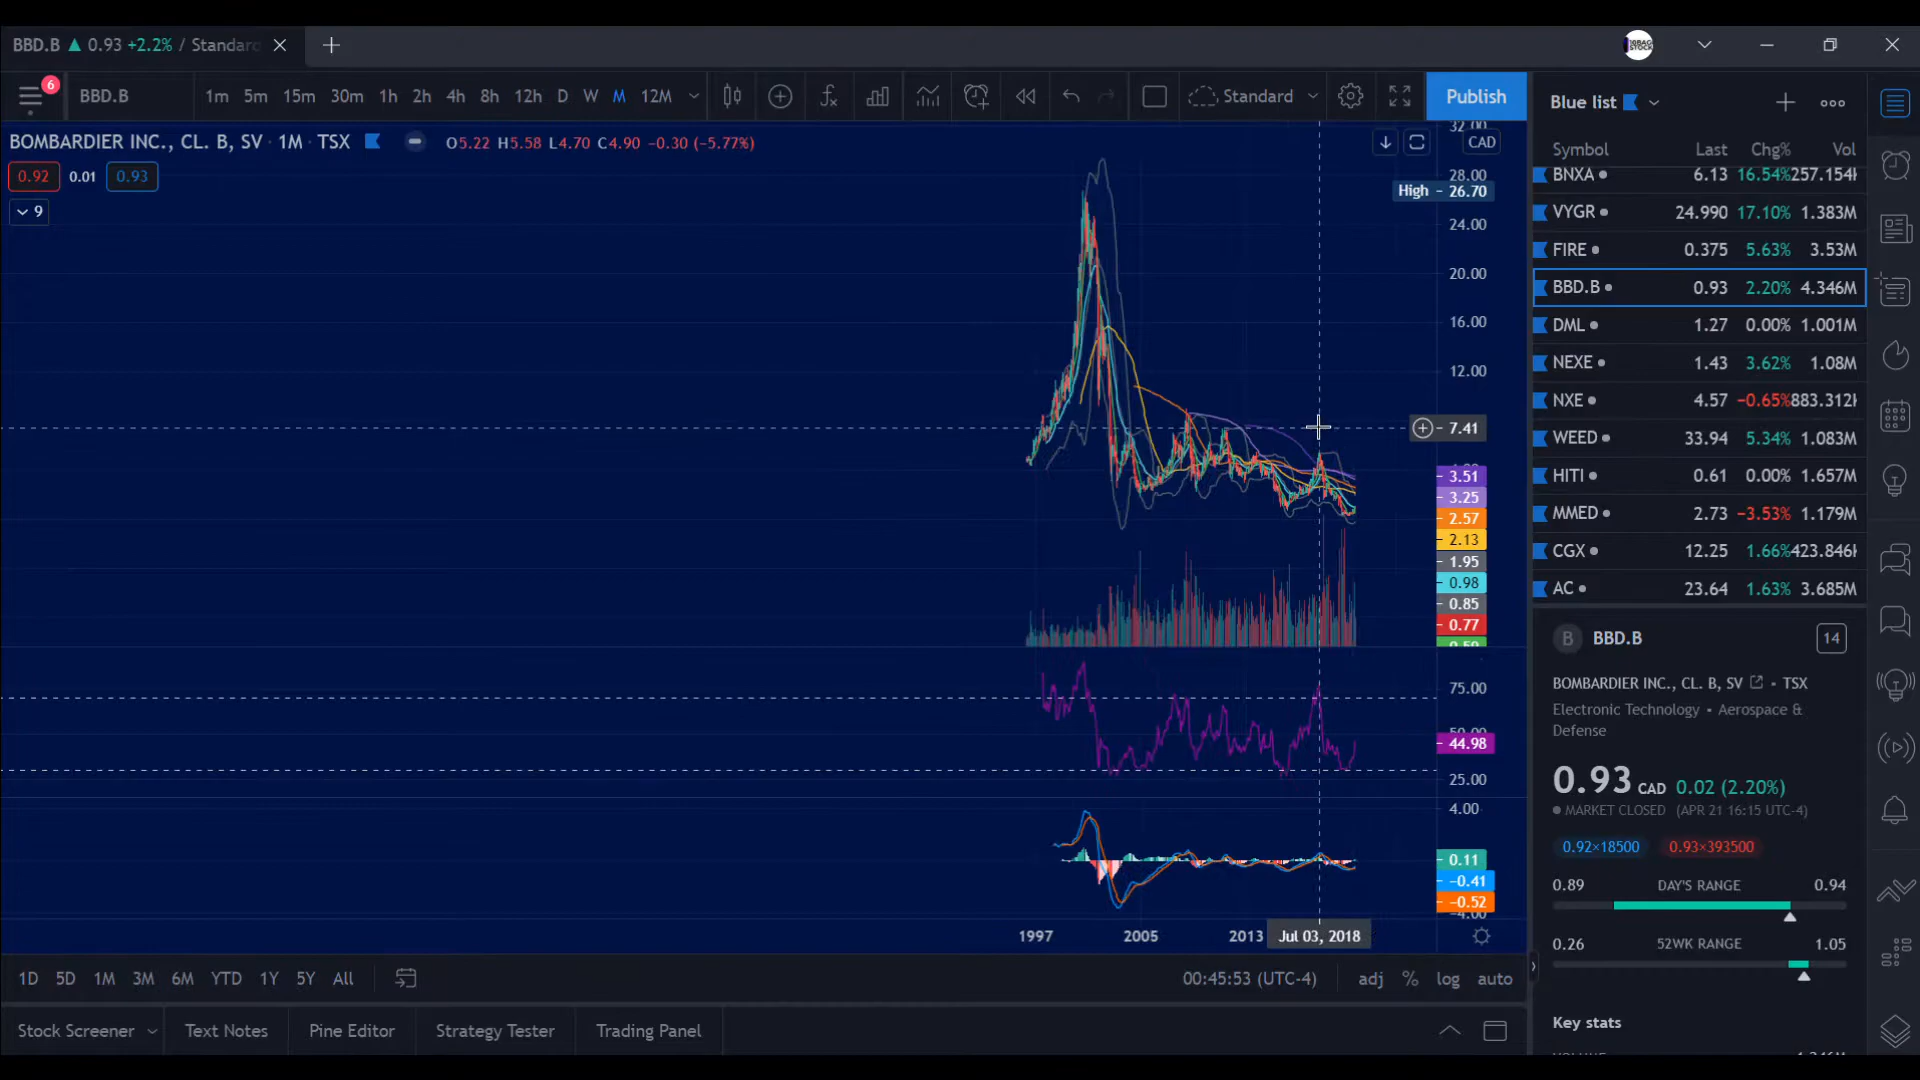 BBD.B ▲ 0.93 +2.2% / Standard
6
BBD.B 1m 5m 15m 30m 1h 2h 4h 8h 12h D W M 12M Standard Publish
BOMBARDIER INC., CL. B, SV · 1M · TSX O5.22 H5.58 L4.70 C4.90 −0.30 (−5.77%)
0.92 0.01 0.93
9
CAD
32.00
28.00
High 26.70
24.00
20.00
16.00
12.00
7.41
3.51
3.25
2.57
2.13
1.95
0.98
0.85
0.77
0.59
75.00
50.00
44.98
25.00
4.00
0.11
−0.41
−0.52
−4.00
1997 2005 2013 Jul 03, 2018
1D 5D 1M 3M 6M YTD 1Y 5Y All 00:45:53 (UTC-4) adj % log auto
Stock Screener Text Notes Pine Editor Strategy Tester Trading Panel
Blue list
Symbol Last Chg% Vol
BNXA 6.13 16.54% 257.154K
VYGR 24.990 17.10% 1.383M
FIRE 0.375 5.63% 3.53M
BBD.B 0.93 2.20% 4.346M
DML 1.27 0.00% 1.001M
NEXE 1.43 3.62% 1.08M
NXE 4.57 −0.65% 883.312K
WEED 33.94 5.34% 1.083M
HITI 0.61 0.00% 1.657M
MMED 2.73 −3.53% 1.179M
CGX 12.25 1.66% 423.846K
AC 23.64 1.63% 3.685M
B BBD.B 14
BOMBARDIER INC., CL. B, SV • TSX
Electronic Technology • Aerospace &
Defense
0.93 CAD 0.02 (2.20%)
MARKET CLOSED (APR 21 16:15 UTC-4)
0.92×18500 0.93×393500
0.89 DAY'S RANGE 0.94
0.26 52WK RANGE 1.05
Key stats